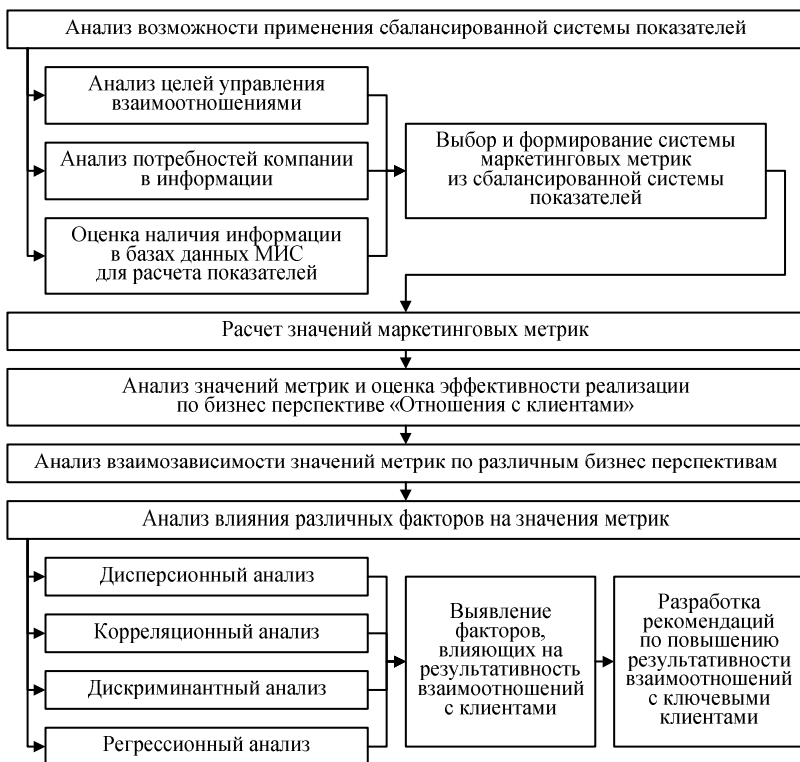 Анализ возможности применения сбалансированной системы показателей
Анализ целей управления
взаимоотношениями
Анализ потребностей компании
в информации
Оценка наличия информации
в базах данных МИС
для расчета показателей
Выбор и формирование системы
маркетинговых метрик
из сбалансированной системы
показателей
Расчет значений маркетинговых метрик
Анализ значений метрик и оценка эффективности реализации
по бизнес перспективе «Отношения с клиентами»
Анализ взаимозависимости значений метрик по различным бизнес перспективам
Анализ влияния различных факторов на значения метрик
Дисперсионный анализ
Корреляционный анализ
Дискриминантный анализ
Регрессионный анализ
Выявление
факторов,
влияющих на
результативность
взаимоотношений
с клиентами
Разработка
рекомендаций
по повышению
результативности
взаимоотношений
с ключевыми
клиентами